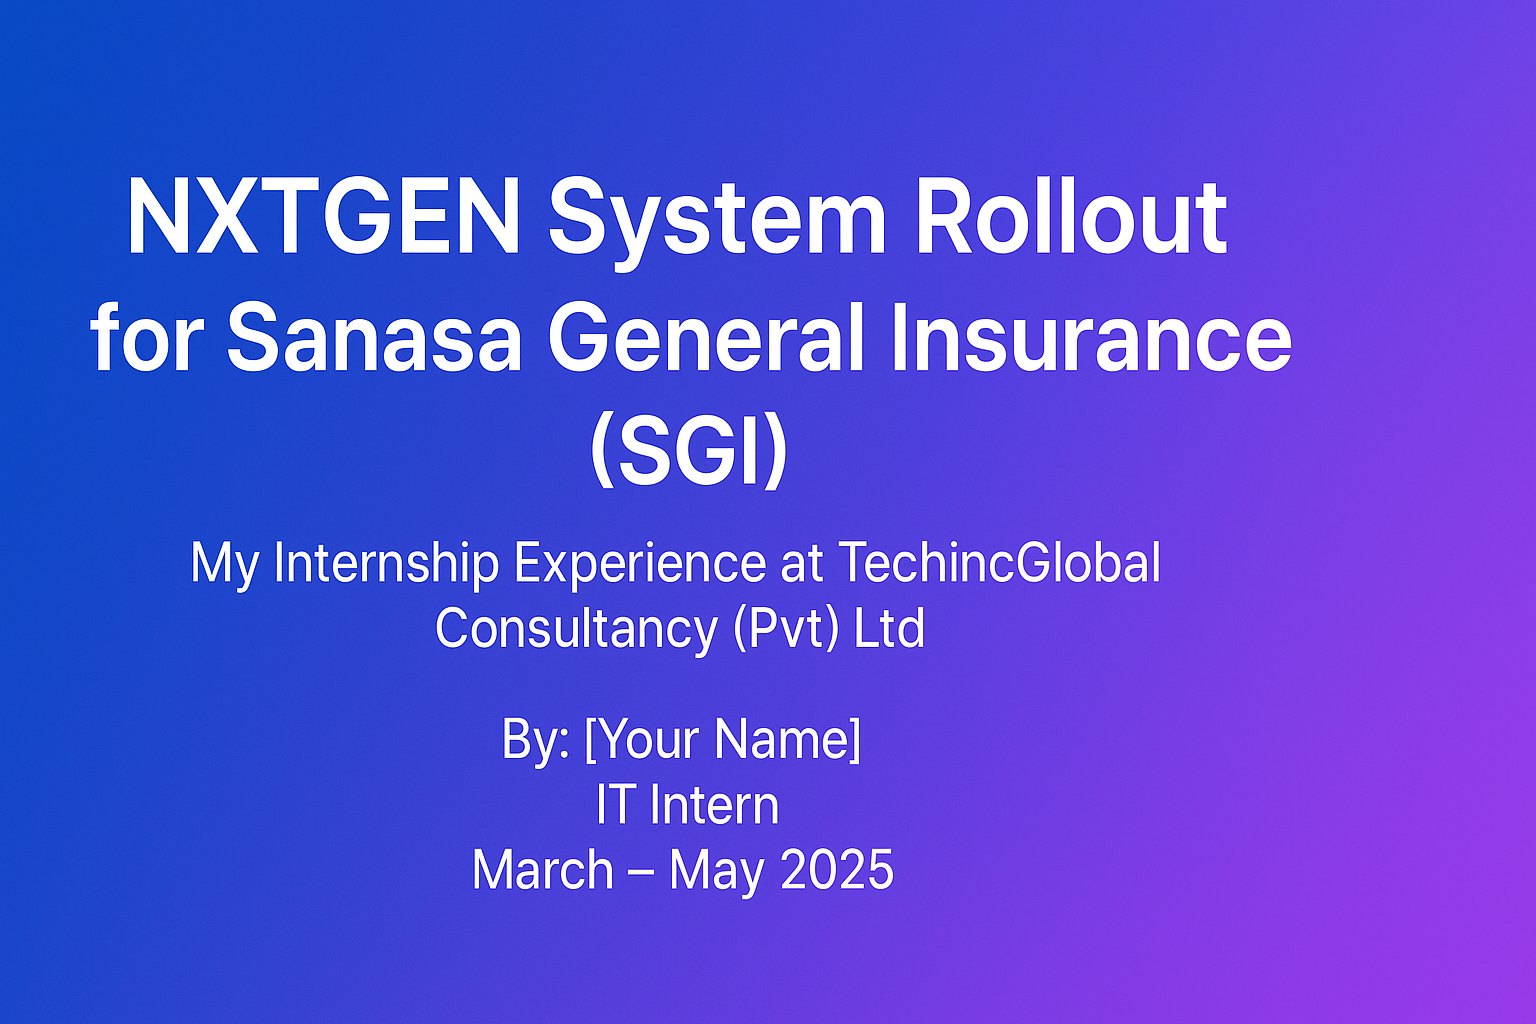 NXTGEN System Rollout
for Sanasa General Insurance
(SGI)
My Internship Experience at TechincGlobal
Consultancy (Pvt) Ltd
By: [Your Name]
IT Intern
March – May 2025